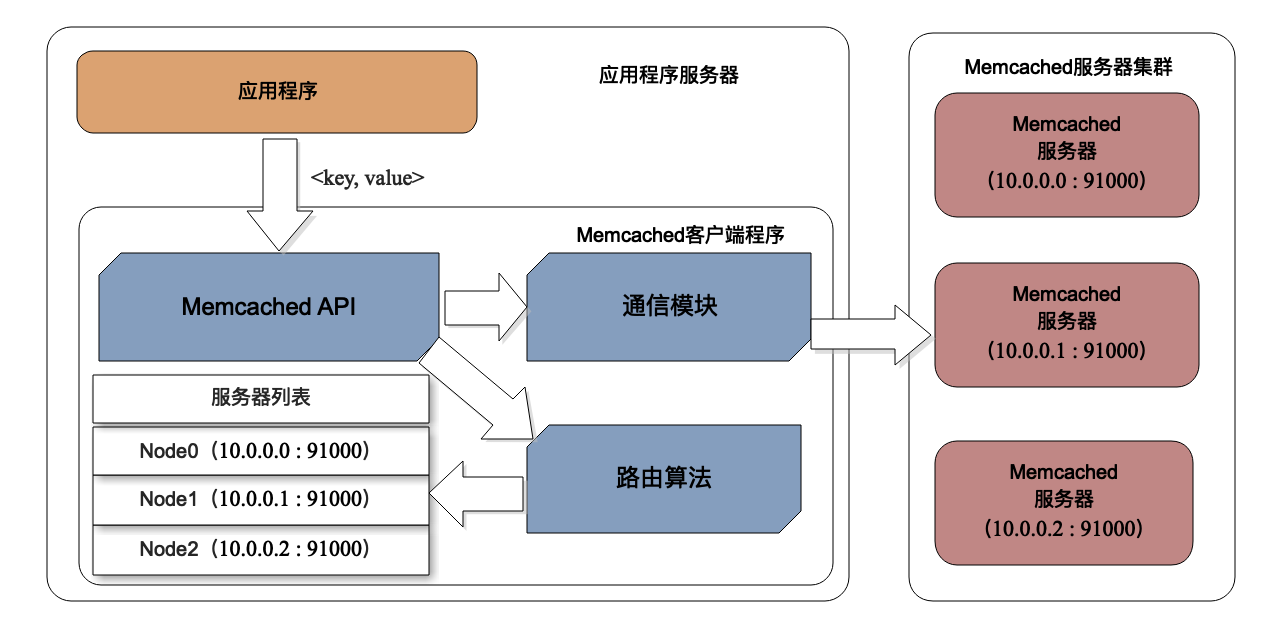 应用程序
应用程序服务器
<key, value>
Memcached客户端程序
Memcached API
通信模块
服务器列表
Node0（10.0.0.0 : 91000）
Node1（10.0.0.1 : 91000）
Node2（10.0.0.2 : 91000）
路由算法
Memcached服务器集群
Memcached
服务器
（10.0.0.0 : 91000）
Memcached
服务器
（10.0.0.1 : 91000）
Memcached
服务器
（10.0.0.2 : 91000）